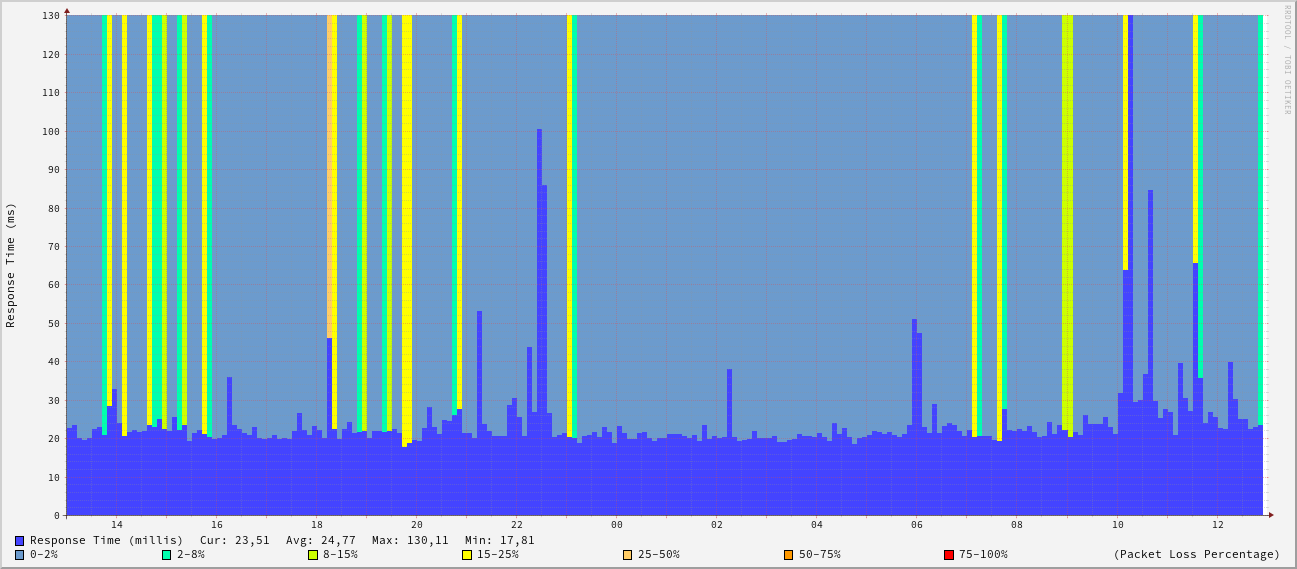 RRDTOOL / TOBI OETIKER
Response Time (ms)
130
120
110
100
90
80
70
60
50
40
30
20
10
0
14 16 18 20 22 00 02 04 06 08 10 12
Response Time (millis) Cur: 23,51 Avg: 24,77 Max: 130,11 Min: 17,81
0-2% 2-8% 8-15% 15-25% 25-50% 50-75% 75-100% (Packet Loss Percentage)